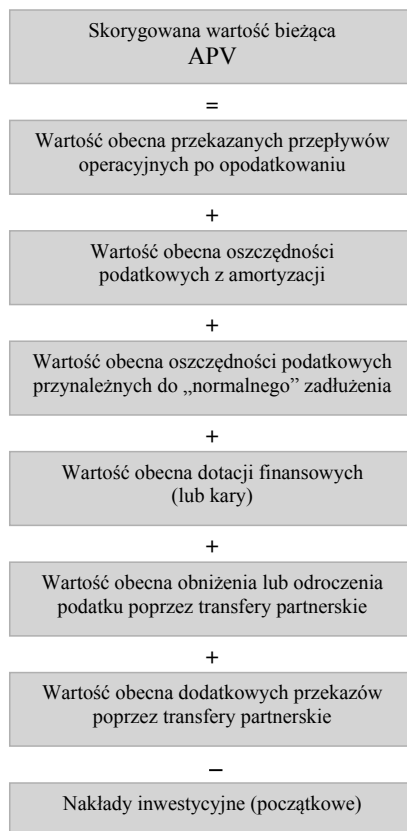 Skorygowana wartość bieżąca
APV
=
Wartość obecna przekazanych przepływów
operacyjnych po opodatkowaniu
+
Wartość obecna oszczędności
podatkowych z amortyzacji
+
Wartość obecna oszczędności podatkowych
przynależnych do „normalnego” zadłużenia
+
Wartość obecna dotacji finansowych
(lub kary)
+
Wartość obecna obniżenia lub odroczenia
podatku poprzez transfery partnerskie
+
Wartość obecna dodatkowych przekazów
poprzez transfery partnerskie
–
Nakłady inwestycyjne (początkowe)